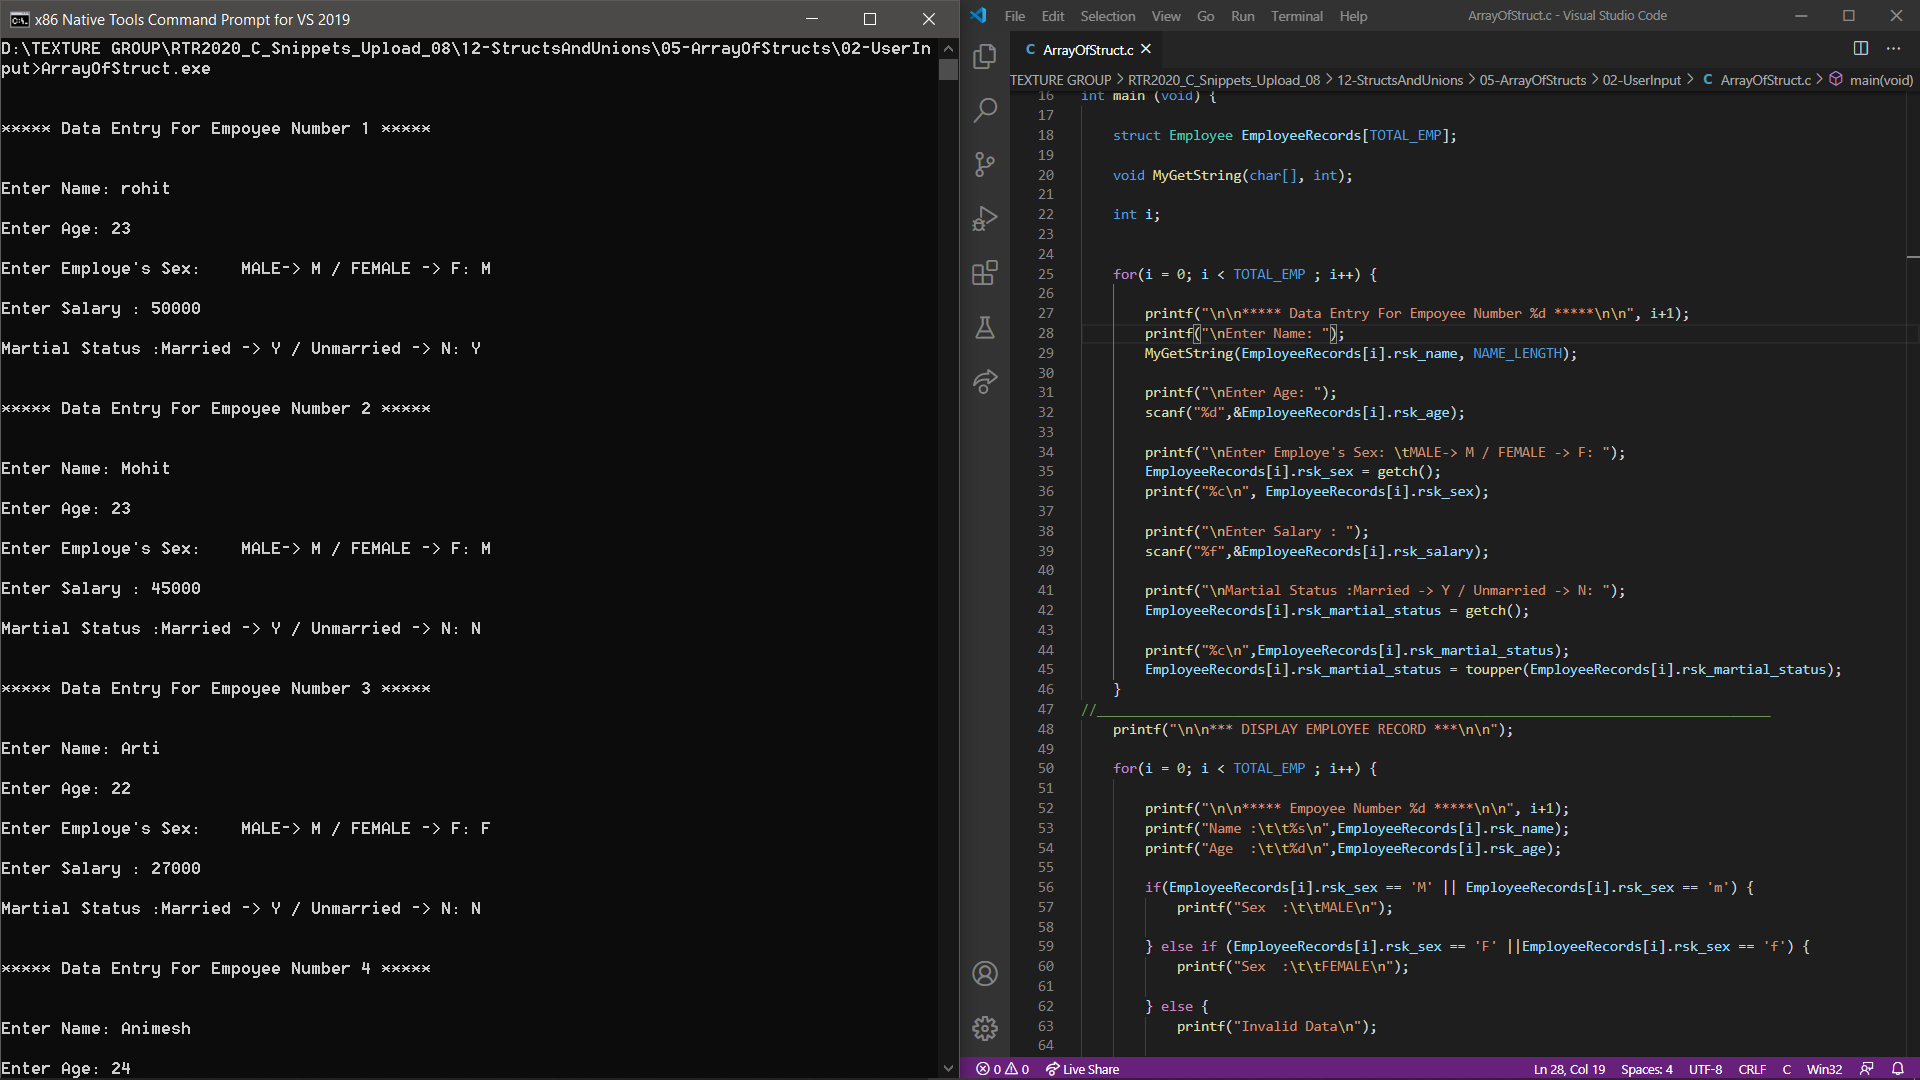 x86 Native Tools Command Prompt for VS 2019
D:\TEXTURE GROUP\RTR2020_C_Snippets_Upload_08\12-StructsAndUnions\05-ArrayOfStructs\02-UserIn
put>ArrayOfStruct.exe
***** Data Entry For Empoyee Number 1 *****
Enter Name: rohit
Enter Age: 23
Enter Employe's Sex:    MALE-> M / FEMALE -> F: M
Enter Salary : 50000
Martial Status :Married -> Y / Unmarried -> N: Y
***** Data Entry For Empoyee Number 2 *****
Enter Name: Mohit
Enter Age: 23
Enter Employe's Sex:    MALE-> M / FEMALE -> F: M
Enter Salary : 45000
Martial Status :Married -> Y / Unmarried -> N: N
***** Data Entry For Empoyee Number 3 *****
Enter Name: Arti
Enter Age: 22
Enter Employe's Sex:    MALE-> M / FEMALE -> F: F
Enter Salary : 27000
Martial Status :Married -> Y / Unmarried -> N: N
***** Data Entry For Empoyee Number 4 *****
Enter Name: Animesh
Enter Age: 24
File Edit Selection View Go Run Terminal Help ArrayOfStruct.c - Visual Studio Code
C ArrayOfStruct.c
TEXTURE GROUP > RTR2020_C_Snippets_Upload_08 > 12-StructsAndUnions > 05-ArrayOfStructs > 02-UserInput > C ArrayOfStruct.c > main(void)
16 int main (void) {
17
18     struct Employee EmployeeRecords[TOTAL_EMP];
19
20     void MyGetString(char[], int);
21
22     int i;
23
24
25     for(i = 0; i < TOTAL_EMP ; i++) {
26
27         printf("\n\n***** Data Entry For Empoyee Number %d *****\n\n", i+1);
28         printf("\nEnter Name: ");
29         MyGetString(EmployeeRecords[i].rsk_name, NAME_LENGTH);
30
31         printf("\nEnter Age: ");
32         scanf("%d",&EmployeeRecords[i].rsk_age);
33
34         printf("\nEnter Employe's Sex: \tMALE-> M / FEMALE -> F: ");
35         EmployeeRecords[i].rsk_sex = getch();
36         printf("%c\n", EmployeeRecords[i].rsk_sex);
37
38         printf("\nEnter Salary : ");
39         scanf("%f",&EmployeeRecords[i].rsk_salary);
40
41         printf("\nMartial Status :Married -> Y / Unmarried -> N: ");
42         EmployeeRecords[i].rsk_martial_status = getch();
43
44         printf("%c\n",EmployeeRecords[i].rsk_martial_status);
45         EmployeeRecords[i].rsk_martial_status = toupper(EmployeeRecords[i].rsk_martial_status);
46     }
47 //____________________________________________________________________________________
48     printf("\n\n*** DISPLAY EMPLOYEE RECORD ***\n\n");
49
50     for(i = 0; i < TOTAL_EMP ; i++) {
51
52         printf("\n\n***** Empoyee Number %d *****\n\n", i+1);
53         printf("Name :\t\t%s\n",EmployeeRecords[i].rsk_name);
54         printf("Age  :\t\t%d\n",EmployeeRecords[i].rsk_age);
55
56         if(EmployeeRecords[i].rsk_sex == 'M' || EmployeeRecords[i].rsk_sex == 'm') {
57             printf("Sex  :\t\tMALE\n");
58
59         } else if (EmployeeRecords[i].rsk_sex == 'F' ||EmployeeRecords[i].rsk_sex == 'f') {
60             printf("Sex  :\t\tFEMALE\n");
61
62         } else {
63             printf("Invalid Data\n");
64
0 0 Live Share Ln 28, Col 19 Spaces: 4 UTF-8 CRLF C Win32